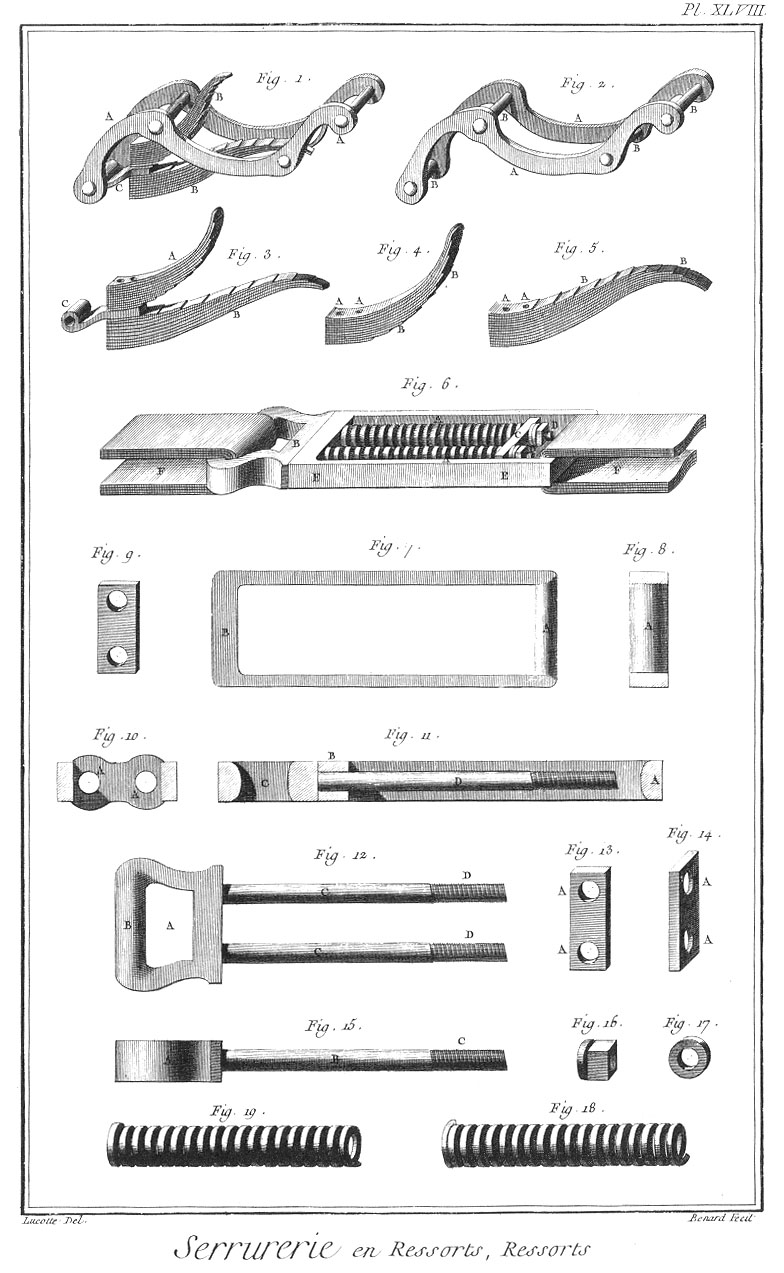 Pl. XLVIII.
Fig. 1. Fig. 2.
A B A C B
A B B B A B
Fig. 3. Fig. 4. Fig. 5.
A C B
A A B B
A A B B
Fig. 6.
A D B C A E E F F
Fig. 9. Fig. 7. Fig. 8.
B A A
Fig. 10. Fig. 11.
A A B C D A
Fig. 12. Fig. 13. Fig. 14.
B A C D C D
A A A A
Fig. 15. Fig. 16. Fig. 17.
A B C
Fig. 19. Fig. 18.
Lucotte Del. Benard Fecit
Serrurerie en Ressorts, Ressorts